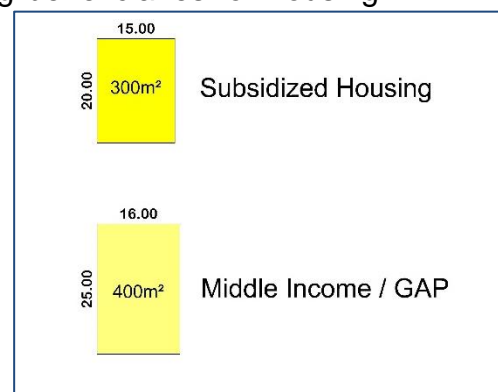 15.00
20.00
300m²
Subsidized Housing
16.00
25.00
400m²
Middle Income / GAP